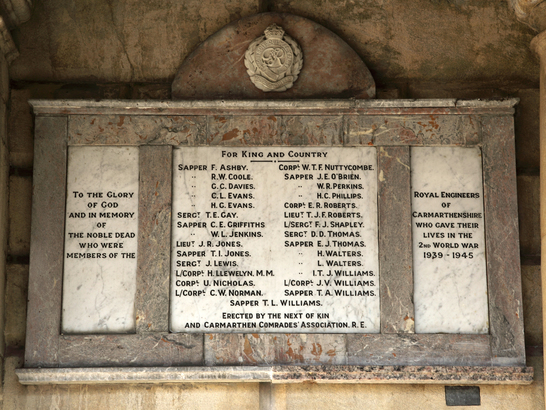 To the Glory
of God
and in memory
of
the noble dead
who were
members of the
For King and Country
Sapper F. Ashby.
" R.W. Coole.
" G.C. Davies.
" C.L. Evans.
" H.G. Evans.
Sergt. T.E. Gay.
Sapper C.E. Griffiths
" W.L. Jenkins.
Lieut. J.R. Jones.
Sapper T.I. Jones.
Sergt. J. Lewis.
L/Corpl. H. Llewelyn. M.M.
Corpl. U. Nicholas.
L/Corpl. C.W. Norman.
Corpl. W.T.F. Nuttycombe.
Sapper J.E. O'Brien.
" W.R. Perkins.
" H.C. Phillips.
Corpl. E.R. Roberts.
Lieut. T.J.F. Roberts.
L/Sergt. F.J. Shapley.
Sergt. D.D. Thomas.
Sapper E.J. Thomas.
" H. Walters.
" L. Walters.
" I.T.J. Williams.
L/Corpl. J.V. Williams.
Sapper T.A. Williams.
Sapper T.L. Williams.
Erected by the next of kin
and Carmarthen Comrades' Association. R.E.
Royal Engineers
of
Carmarthenshire
who gave their
lives in the
2nd World War
1939-1945